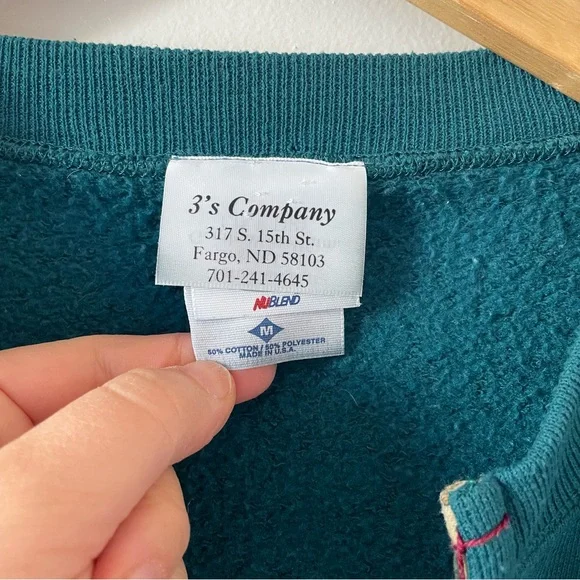 3's Company
317 S. 15th St.
Fargo, ND 58103
701-241-4645
NUBLEND
M
50% COTTON / 50% POLYESTER
MADE IN U.S.A.